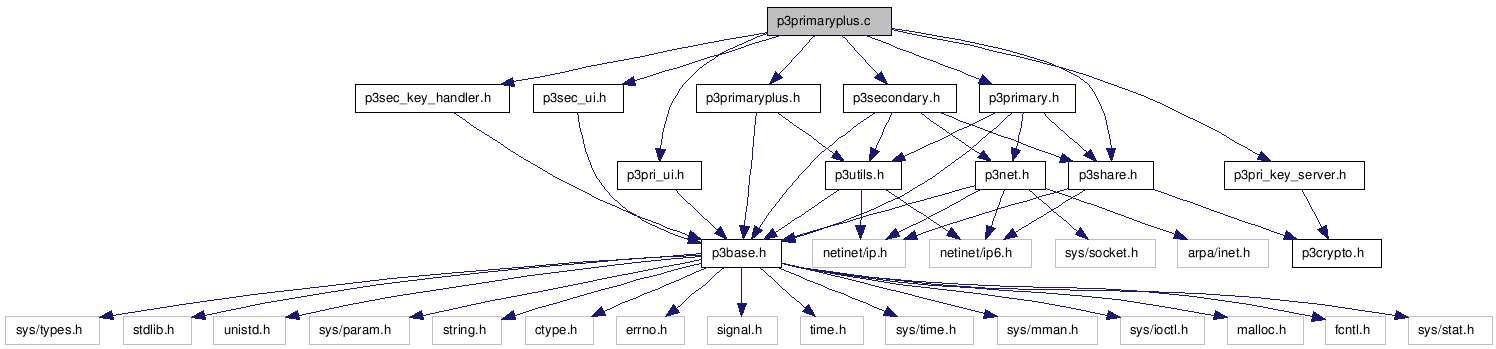 p3primaryplus.c
p3sec_key_handler.h
p3sec_ui.h
p3primaryplus.h
p3secondary.h
p3primary.h
p3pri_ui.h
p3utils.h
p3net.h
p3share.h
p3pri_key_server.h
p3base.h
netinet/ip.h
netinet/ip6.h
sys/socket.h
arpa/inet.h
p3crypto.h
sys/types.h
stdlib.h
unistd.h
sys/param.h
string.h
ctype.h
errno.h
signal.h
time.h
sys/time.h
sys/mman.h
sys/ioctl.h
malloc.h
fcntl.h
sys/stat.h